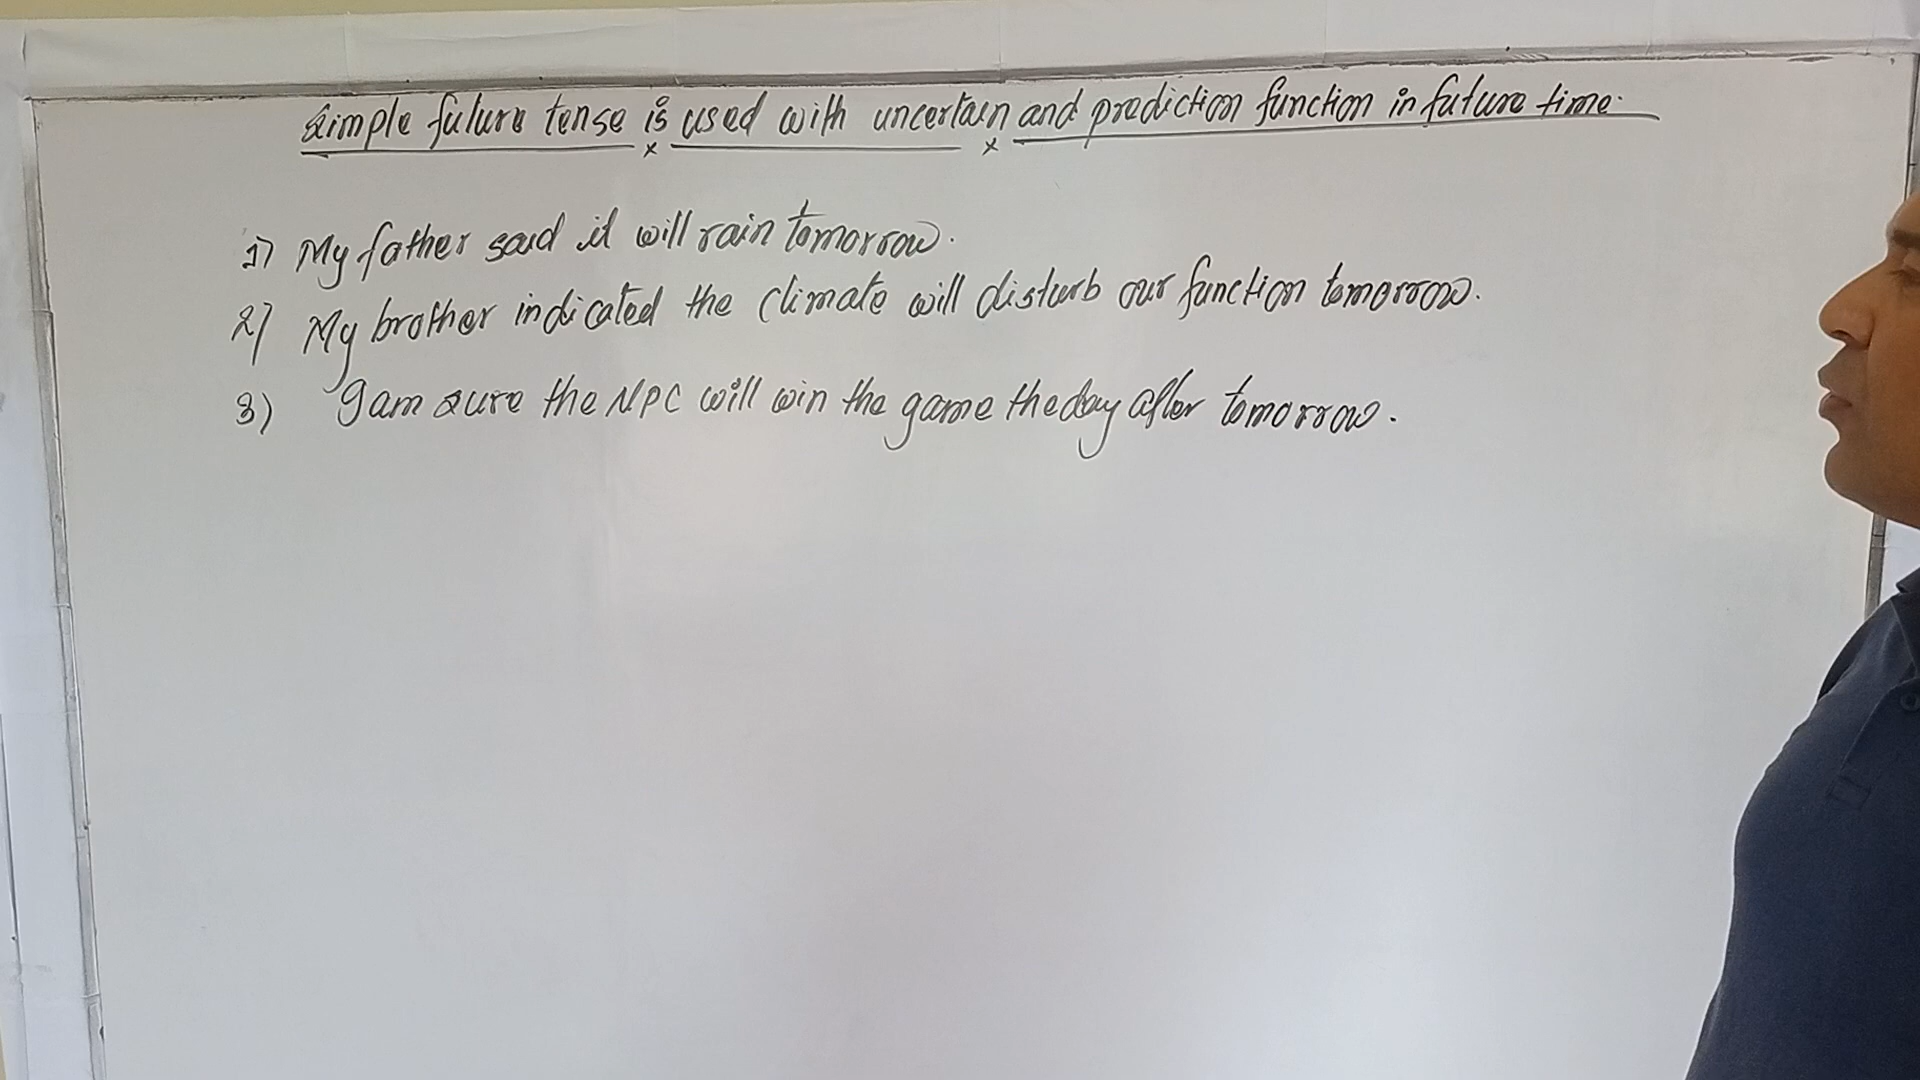 Simple future tense is used with uncertain and prediction function in future time.
1) My father said it will rain tomorrow.
2) My brother indicated the climate will disturb our function tomorrow.
3) I am sure the NPC will win the game the day after tomorrow.